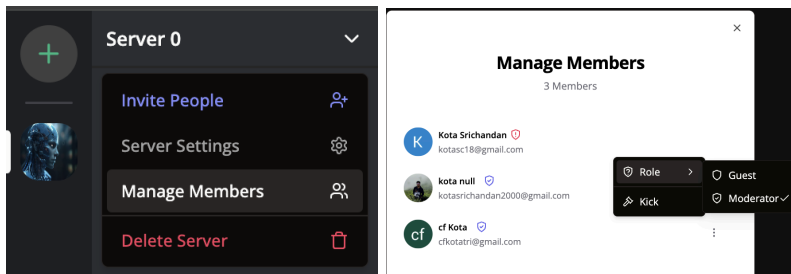 Server 0
Invite People
Server Settings
Manage Members
Delete Server
Manage Members
3 Members
K
Kota Srichandan
kotasc18@gmail.com
kota null
kotasrichandan2000@gmail.com
cf
cf Kota
cfkotatri@gmail.com
Role
Kick
Guest
Moderator